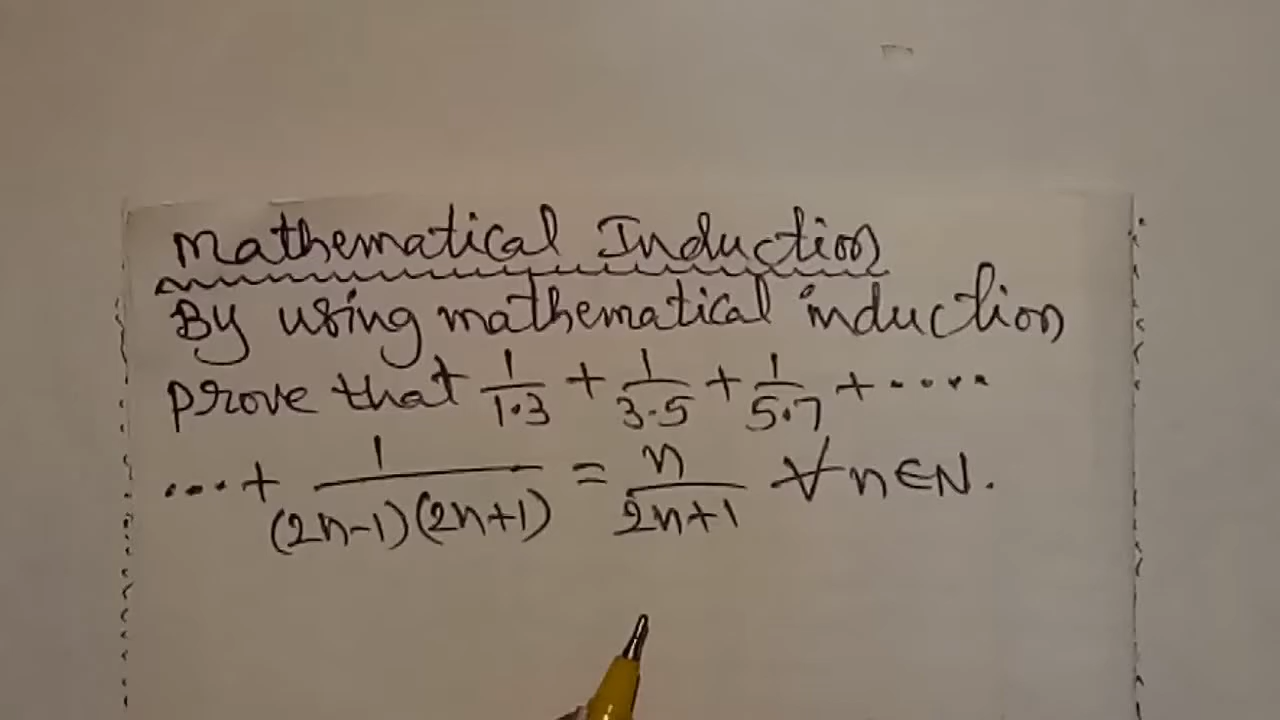 Mathematical Induction
By using mathematical induction
prove that 1/1·3 + 1/3·5 + 1/5·7 + ·····
...+ 1/(2n-1)(2n+1) = n/2n+1 ∀n∈N.